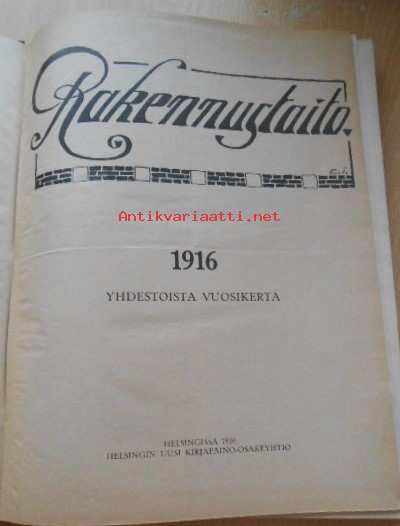 Rakennustaito.
Antikvariaatti.net
1916
YHDESTOISTA VUOSIKERTA
HELSINGISSÄ 1916
HELSINGIN UUSI KIRJAPAINO-OSAKEYHTIÖ